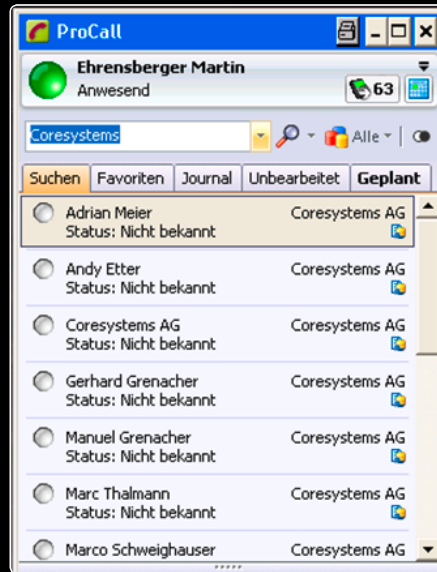 ProCall
Ehrensberger Martin
Anwesend
63
Coresystems
Alle
Suchen Favoriten Journal Unbearbeitet Geplant
Adrian Meier Coresystems AG
Status: Nicht bekannt
Andy Etter Coresystems AG
Status: Nicht bekannt
Coresystems AG Coresystems AG
Status: Nicht bekannt
Gerhard Grenacher Coresystems AG
Status: Nicht bekannt
Manuel Grenacher Coresystems AG
Status: Nicht bekannt
Marc Thalmann Coresystems AG
Status: Nicht bekannt
Marco Schweighauser Coresystems AG